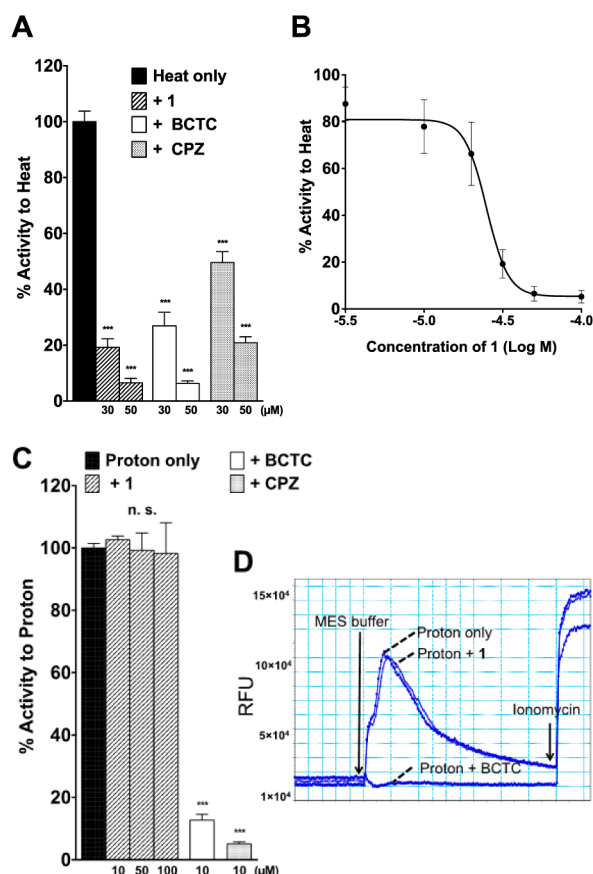 A
% Activity to Heat
120
100
80
60
40
20
0
Heat only
+ 1
+ BCTC
+ CPZ
***
***
***
***
***
***
30 50 30 50 30 50 (µM)
B
% Activity to Heat
100
80
60
40
20
0
-5.5 -5.0 -4.5 -4.0
Concentration of 1 (Log M)
C
Proton only
+ 1
+ BCTC
+ CPZ
% Activity to Proton
120
100
80
60
40
20
0
n. s.
***
***
10 50 100 10 10 (µM)
D
RFU
15×10⁴
10×10⁴
5×10⁴
1×10⁴
MES buffer
Proton only
Proton + 1
Ionomycin
Proton + BCTC